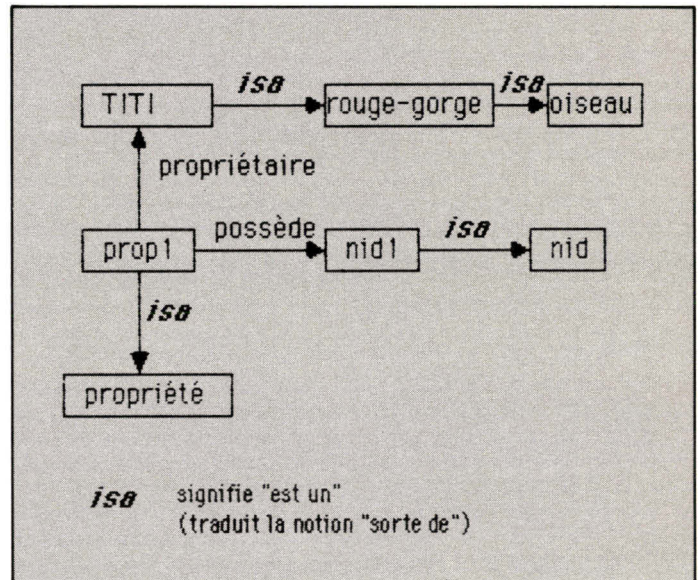 isa
isa
TITI
rouge-gorge
oiseau
propriétaire
possède
isa
prop1
nid1
nid
isa
propriété
isa signifie "est un"
(traduit la notion "sorte de")